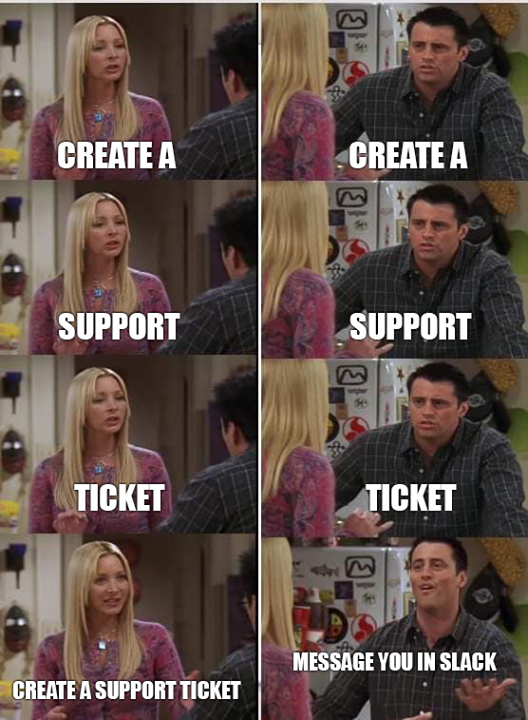 CREATE A
CREATE A
SUPPORT
SUPPORT
TICKET
TICKET
CREATE A SUPPORT TICKET
MESSAGE YOU IN SLACK